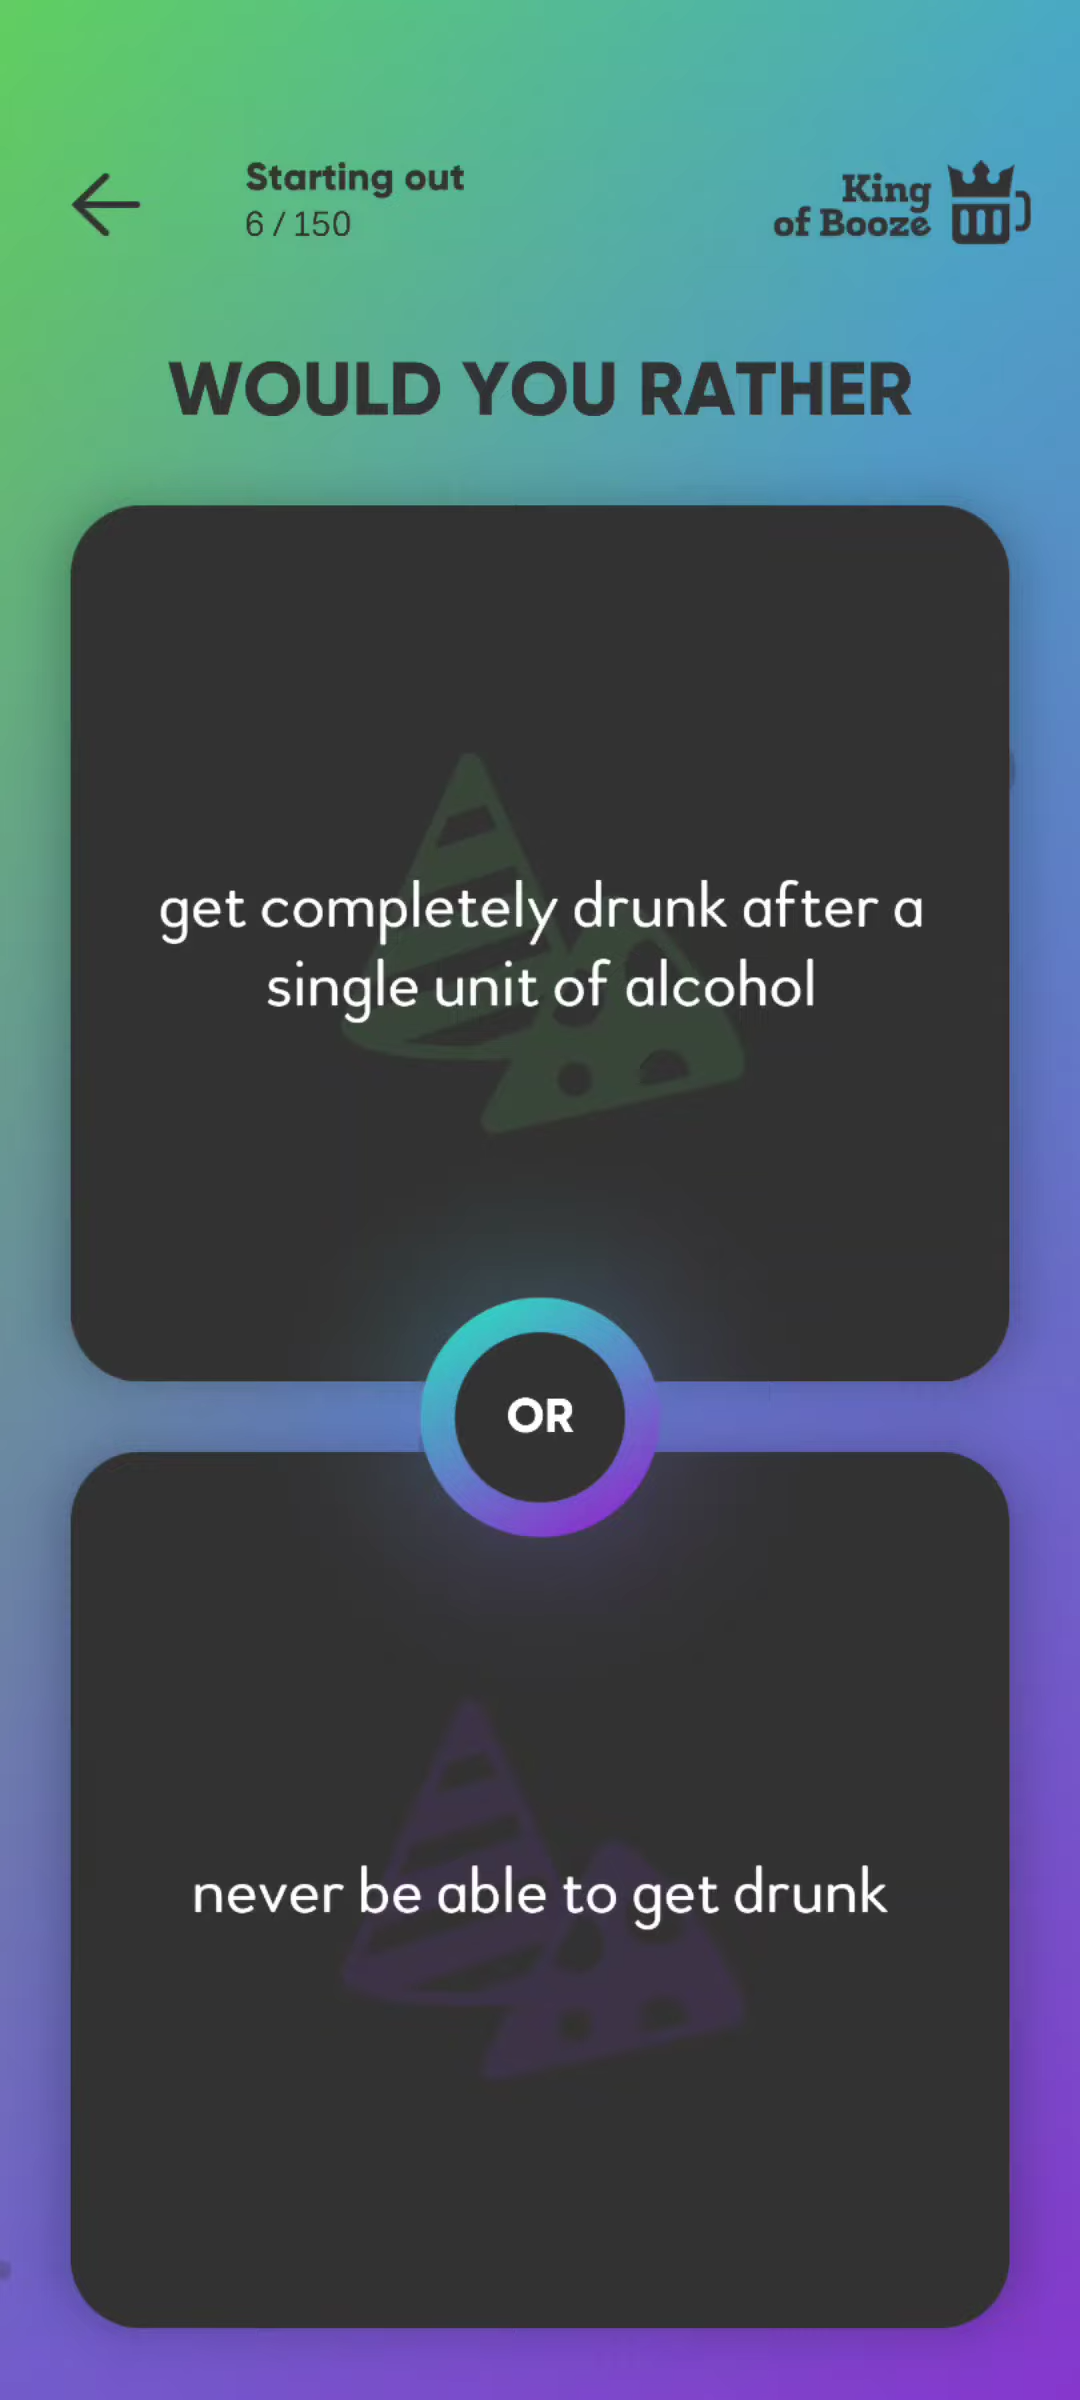 Starting out
6 / 150
King
of Booze
WOULD YOU RATHER
get completely drunk after a
single unit of alcohol
OR
never be able to get drunk